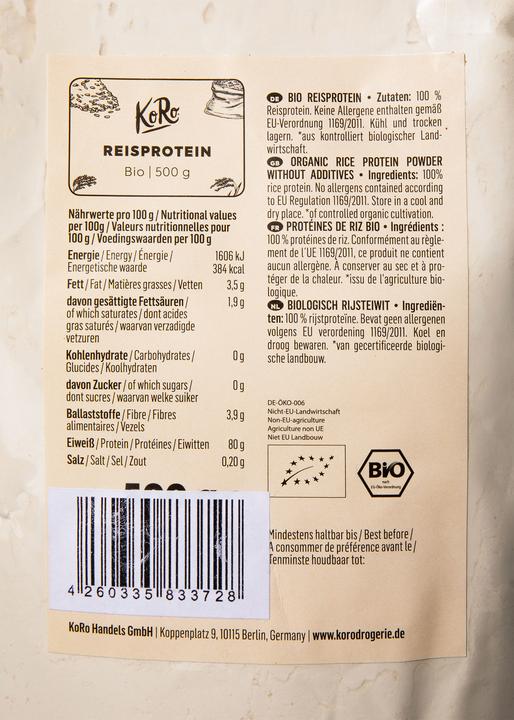 KoRo
REISPROTEIN
Bio | 500 g
Nährwerte pro 100 g / Nutritional values
per 100g / Valeurs nutritionnelles pour
100 g / Voedingswaarden per 100 g
Energie / Energy / Énergie / 1606 kJ
Energetische waarde 384 kcal
Fett / Fat / Matières grasses / Vetten 3,5 g
davon gesättigte Fettsäuren / 1,9 g
of which saturates / dont acides
gras saturés / waarvan verzadigde
vetzuren
Kohlenhydrate / Carbohydrates / 0 g
Glucides / Koolhydraten
davon Zucker / of which sugars / 0 g
dont sucres / waarvan welke suiker
Ballaststoffe / Fibre / Fibres 3,9 g
alimentaires / Vezels
Eiweiß / Protein / Protéines / Eiwitten 80 g
Salz / Salt / Sel / Zout 0,20 g
4 260335 833728
DE BIO REISPROTEIN • Zutaten: 100 %
Reisprotein. Keine Allergene enthalten gemäß
EU-Verordnung 1169/2011. Kühl und trocken
lagern. *aus kontrolliert biologischer Land-
wirtschaft.
GB ORGANIC RICE PROTEIN POWDER
WITHOUT ADDITIVES • Ingredients: 100%
rice protein. No allergens contained according
to EU Regulation 1169/2011. Store in a cool and
dry place. *of controlled organic cultivation.
FR PROTÉINES DE RIZ BIO • Ingrédients :
100 % protéines de riz. Conformément au règle-
ment de l'UE 1169/2011, ce produit ne contient
aucun allergène. À conserver au sec et à pro-
téger de la chaleur. *issu de l'agriculture bio-
logique.
NL BIOLOGISCH RIJSTEIWIT • Ingrediën-
ten: 100 % rijstproteïne. Bevat geen allergenen
volgens EU verordening 1169/2011. Koel en
droog bewaren. *van gecertificeerde biologi-
sche landbouw.
DE-ÖKO-006
Nicht-EU-Landwirtschaft
Non-EU-agriculture
Agriculture non UE
Niet EU Landbouw
BiO
nach
EG-Öko-Verordnung
Mindestens haltbar bis / Best before /
A consommer de préférence avant le /
Tenminste houdbaar tot:
KoRo Handels GmbH | Koppenplatz 9, 10115 Berlin, Germany | www.korodrogerie.de